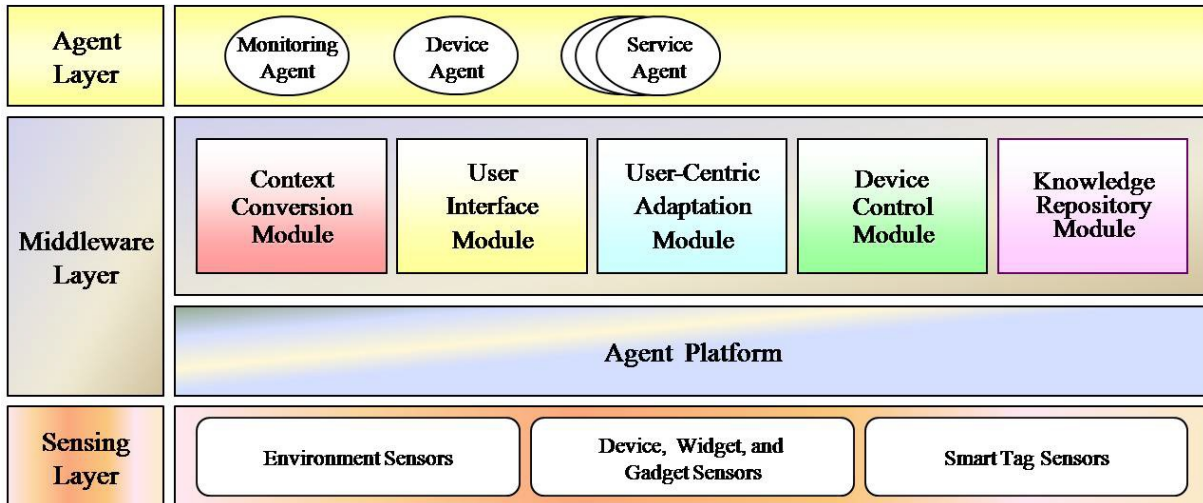 Agent
Layer
Monitoring
Agent
Device
Agent
Service
Agent
Middleware
Layer
Context
Conversion
Module
User
Interface
Module
User-Centric
Adaptation
Module
Device
Control
Module
Knowledge
Repository
Module
Agent Platform
Sensing
Layer
Environment Sensors
Device, Widget, and
Gadget Sensors
Smart Tag Sensors